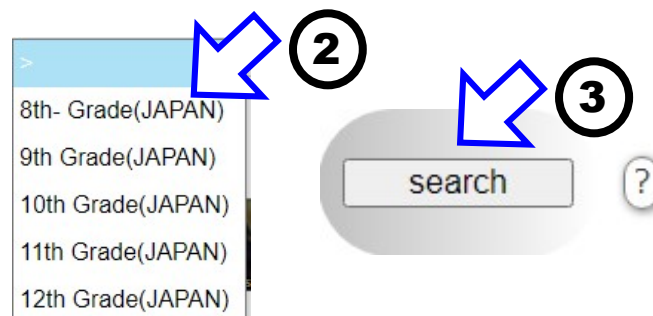 >
8th- Grade(JAPAN)
9th Grade(JAPAN)
10th Grade(JAPAN)
11th Grade(JAPAN)
12th Grade(JAPAN)
2
search
3
?